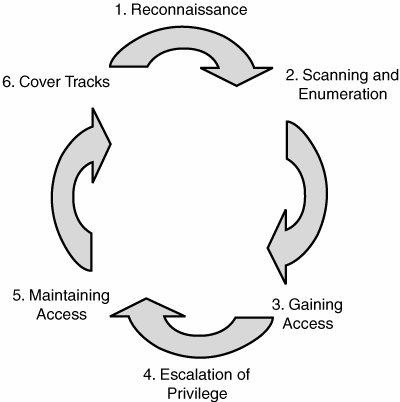 1. Reconnaissance
2. Scanning and
Enumeration
3. Gaining
Access
4. Escalation of
Privilege
5. Maintaining
Access
6. Cover Tracks